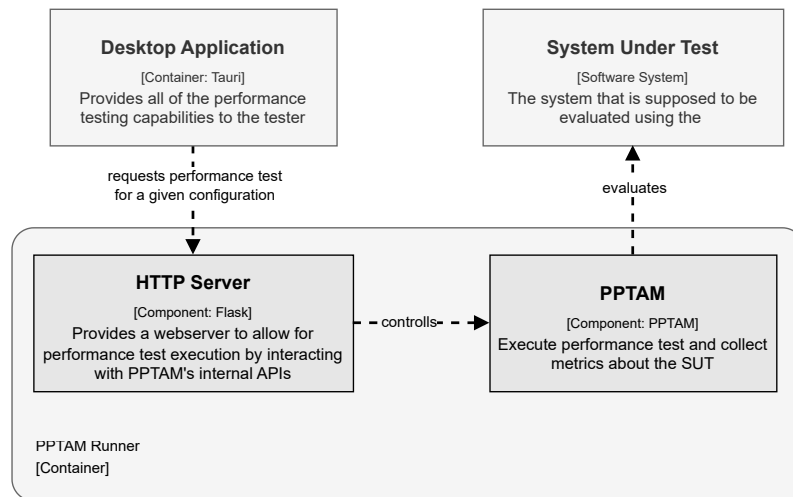 Desktop Application
[Container: Tauri]
Provides all of the performance
testing capabilities to the tester
System Under Test
[Software System]
The system that is supposed to be
evaluated using the
requests performance test
for a given configuration
evaluates
HTTP Server
[Component: Flask]
Provides a webserver to allow for
performance test execution by interacting
with PPTAM's internal APIs
controlls
PPTAM
[Component: PPTAM]
Execute performance test and collect
metrics about the SUT
PPTAM Runner
[Container]